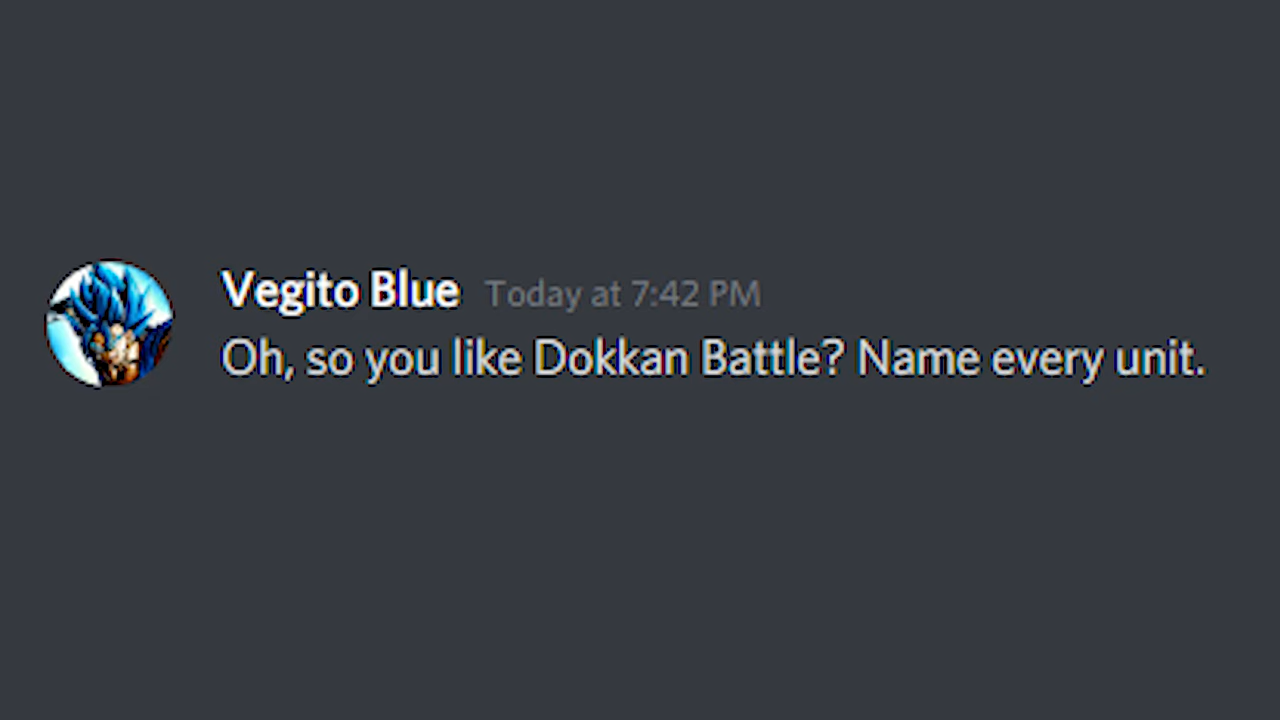 Vegito Blue Today at 7:42 PM
Oh, so you like Dokkan Battle? Name every unit.